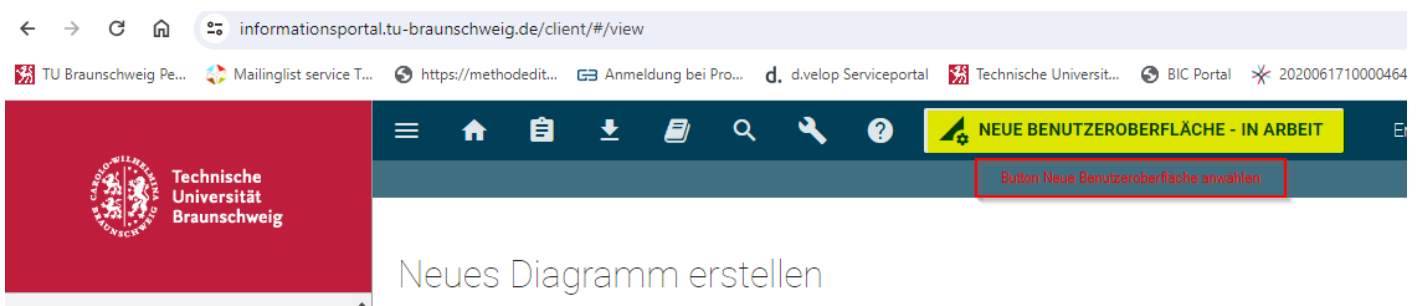 informationsportal.tu-braunschweig.de/client/#/view
TU Braunschweig Pe... Mailinglist service T... https://methodedit... Anmeldung bei Pro... d.velop Serviceportal Technische Universit... BIC Portal 2020061710000464
NEUE BENUTZEROBERFLÄCHE - IN ARBEIT
Button Neue Benutzeroberfläche anwählen
Technische
Universität
Braunschweig
Neues Diagramm erstellen